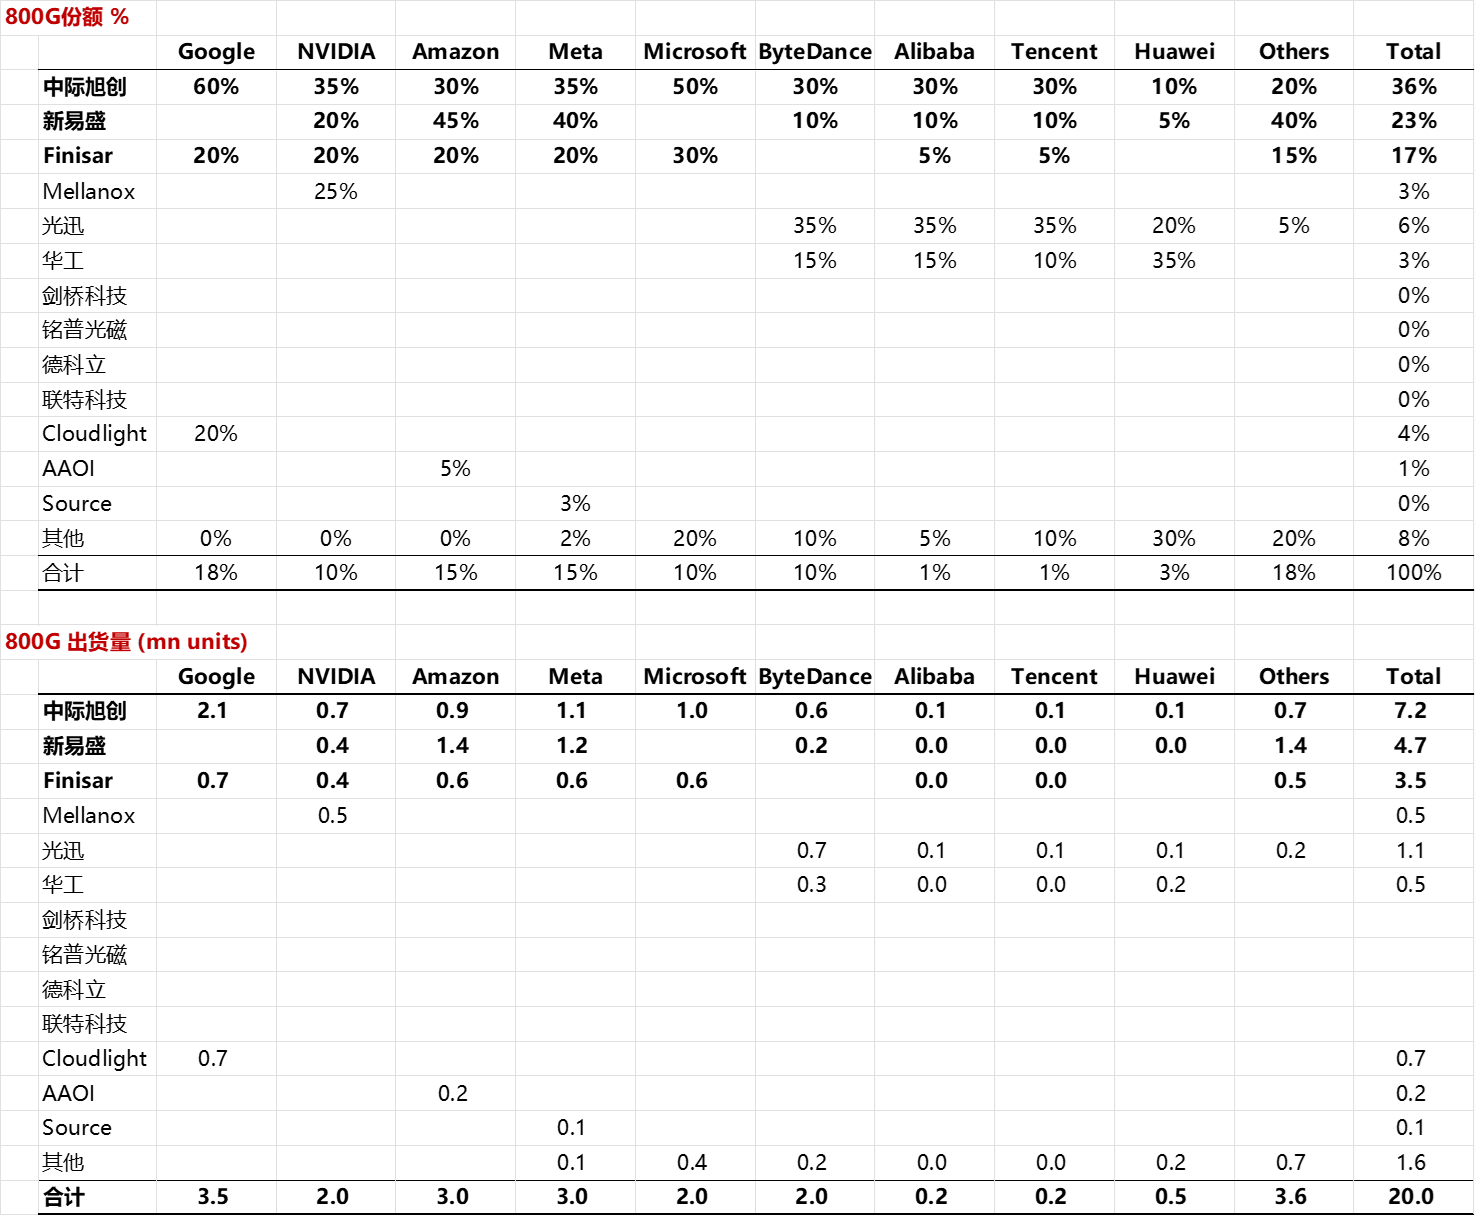 800G份额 %
Google NVIDIA Amazon Meta Microsoft ByteDance Alibaba Tencent Huawei Others Total
中际旭创 60% 35% 30% 35% 50% 30% 30% 30% 10% 20% 36%
新易盛 20% 45% 40% 10% 10% 10% 5% 40% 23%
Finisar 20% 20% 20% 20% 30% 5% 5% 15% 17%
Mellanox 25% 3%
光迅 35% 35% 35% 20% 5% 6%
华工 15% 15% 10% 35% 3%
剑桥科技 0%
铭普光磁 0%
德科立 0%
联特科技 0%
Cloudlight 20% 4%
AAOI 5% 1%
Source 3% 0%
其他 0% 0% 0% 2% 20% 10% 5% 10% 30% 20% 8%
合计 18% 10% 15% 15% 10% 10% 1% 1% 3% 18% 100%
800G 出货量 (mn units)
Google NVIDIA Amazon Meta Microsoft ByteDance Alibaba Tencent Huawei Others Total
中际旭创 2.1 0.7 0.9 1.1 1.0 0.6 0.1 0.1 0.1 0.7 7.2
新易盛 0.4 1.4 1.2 0.2 0.0 0.0 0.0 1.4 4.7
Finisar 0.7 0.4 0.6 0.6 0.6 0.0 0.0 0.5 3.5
Mellanox 0.5 0.5
光迅 0.7 0.1 0.1 0.1 0.2 1.1
华工 0.3 0.0 0.0 0.2 0.5
剑桥科技
铭普光磁
德科立
联特科技
Cloudlight 0.7 0.7
AAOI 0.2 0.2
Source 0.1 0.1
其他 0.1 0.4 0.2 0.0 0.0 0.2 0.7 1.6
合计 3.5 2.0 3.0 3.0 2.0 2.0 0.2 0.2 0.5 3.6 20.0